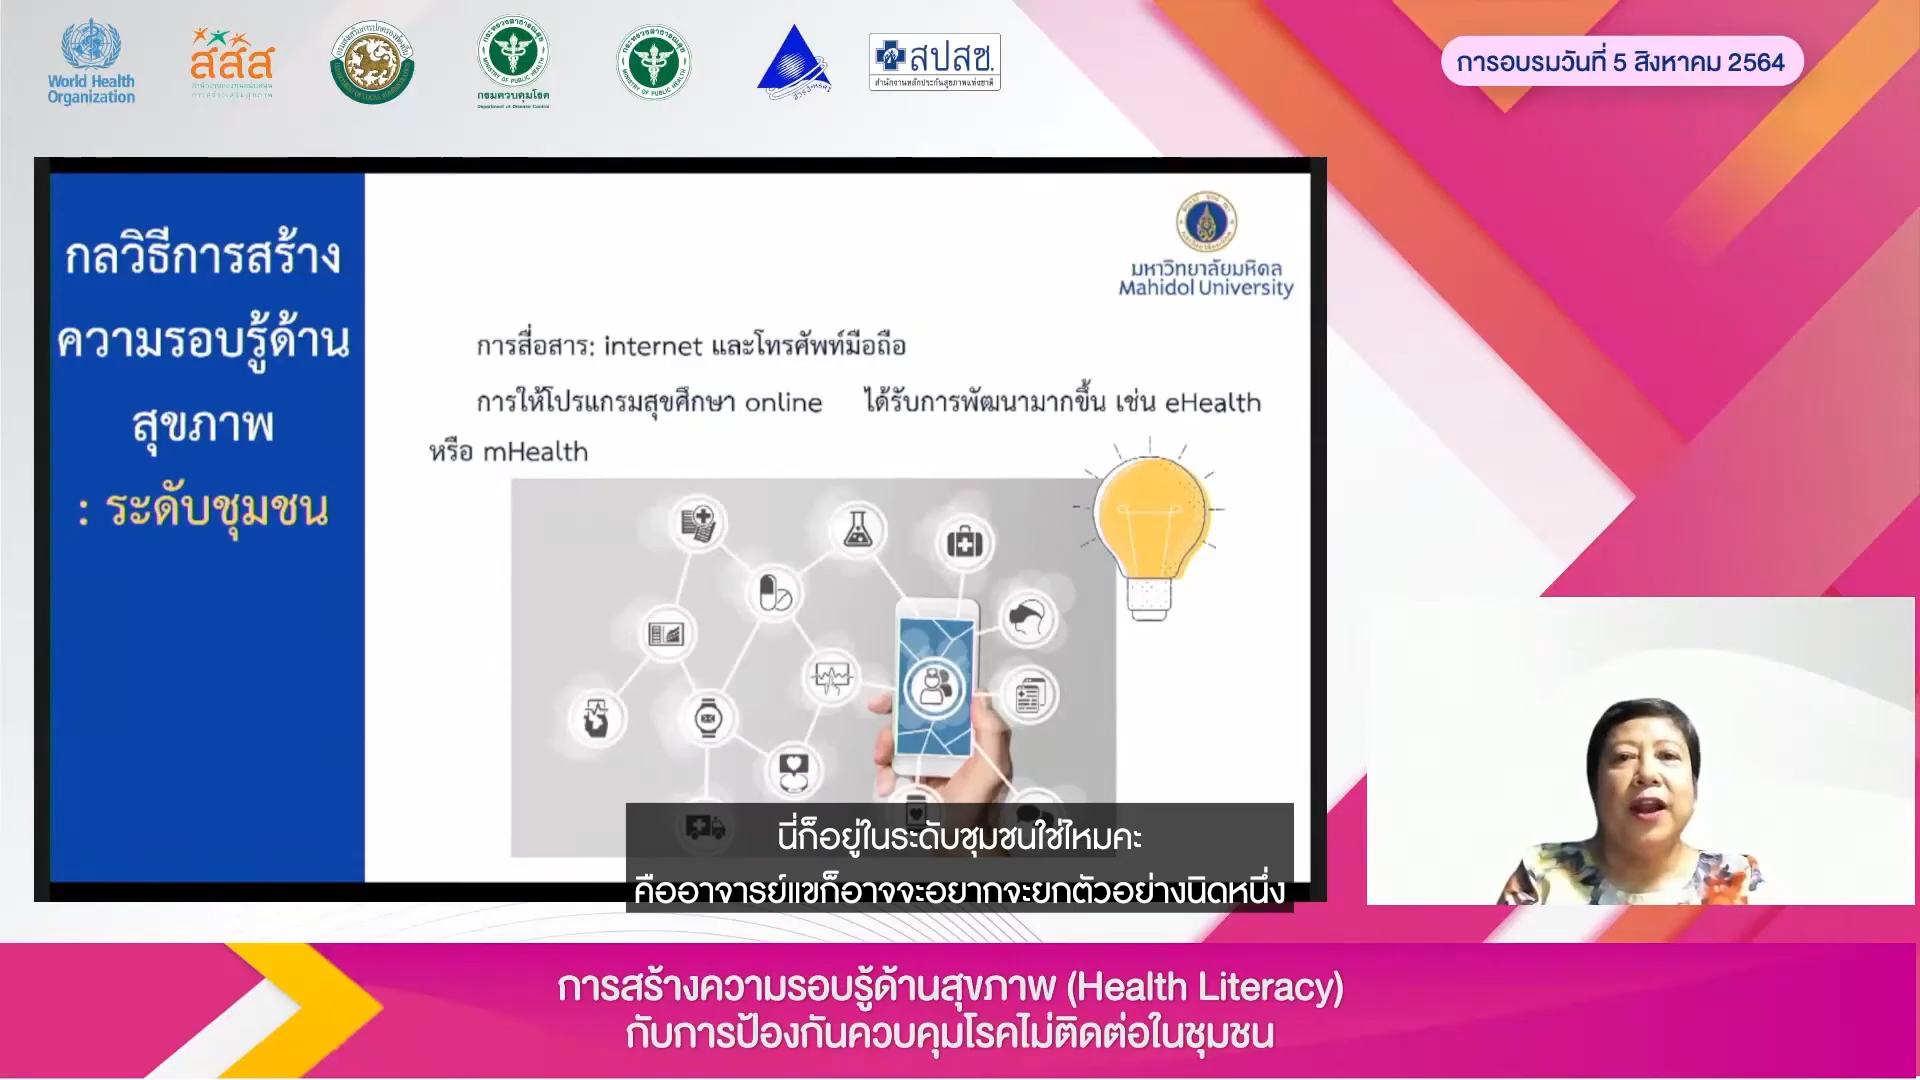 World Health
Organization
สสส
กรมควบคุมโรค
Department of Disease Control
สปสช.
สำนักงานหลักประกันสุขภาพแห่งชาติ
การอบรมวันที่ 5 สิงหาคม 2564
กลวิธีการสร้าง
ความรอบรู้ด้าน
สุขภาพ
: ระดับชุมชน
มหาวิทยาลัยมหิดล
Mahidol University
การสื่อสาร: internet และโทรศัพท์มือถือ
การให้โปรแกรมสุขศึกษา online ได้รับการพัฒนามากขึ้น เช่น eHealth
หรือ mHealth
นี่ก็อยู่ในระดับชุมชนใช่ไหมคะ
คืออาจารย์แขก็อาจจะอยากจะยกตัวอย่างนิดหนึ่ง
การสร้างความรอบรู้ด้านสุขภาพ (Health Literacy)
กับการป้องกันควบคุมโรคไม่ติดต่อในชุมชน